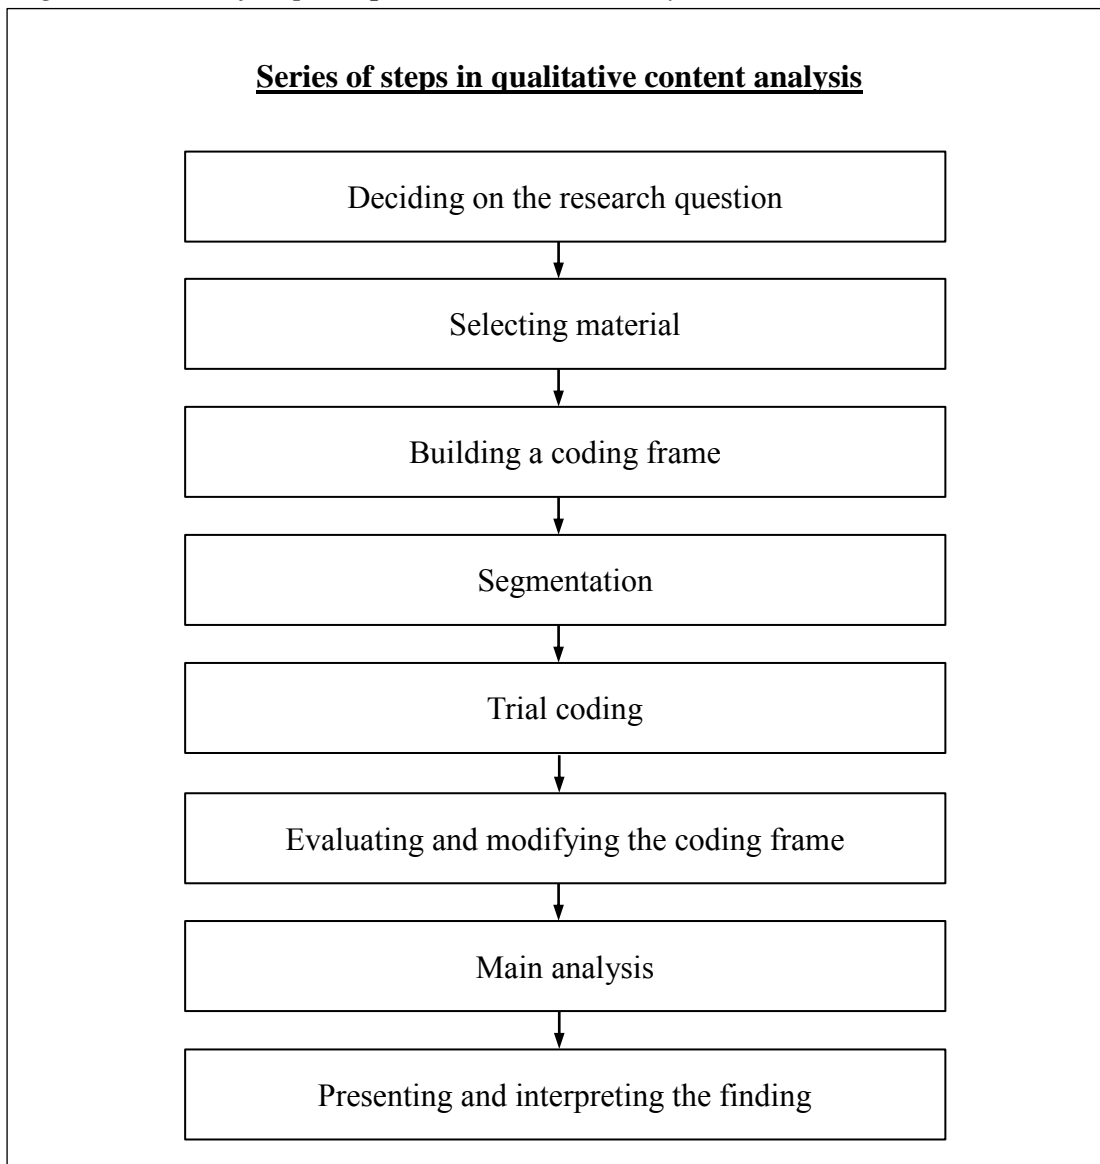 Series of steps in qualitative content analysis
Deciding on the research question
Selecting material
Building a coding frame
Segmentation
Trial coding
Evaluating and modifying the coding frame
Main analysis
Presenting and interpreting the finding